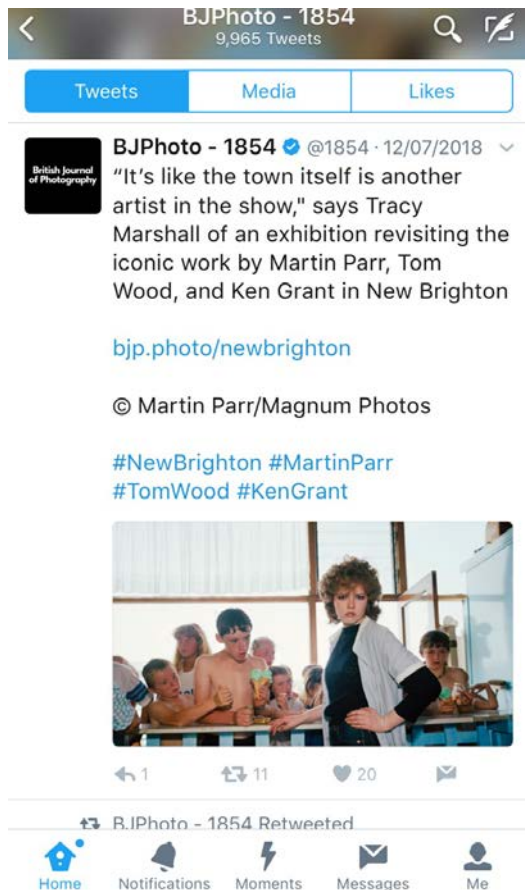 BJPhoto - 1854
9,965 Tweets
Tweets Media Likes
British Journal
of Photography
BJPhoto - 1854 @1854 · 12/07/2018
“It’s like the town itself is another
artist in the show," says Tracy
Marshall of an exhibition revisiting the
iconic work by Martin Parr, Tom
Wood, and Ken Grant in New Brighton
bjp.photo/newbrighton
© Martin Parr/Magnum Photos
#NewBrighton #MartinParr
#TomWood #KenGrant
1 11 20
BJPhoto - 1854 Retweeted
Home Notifications Moments Messages Me